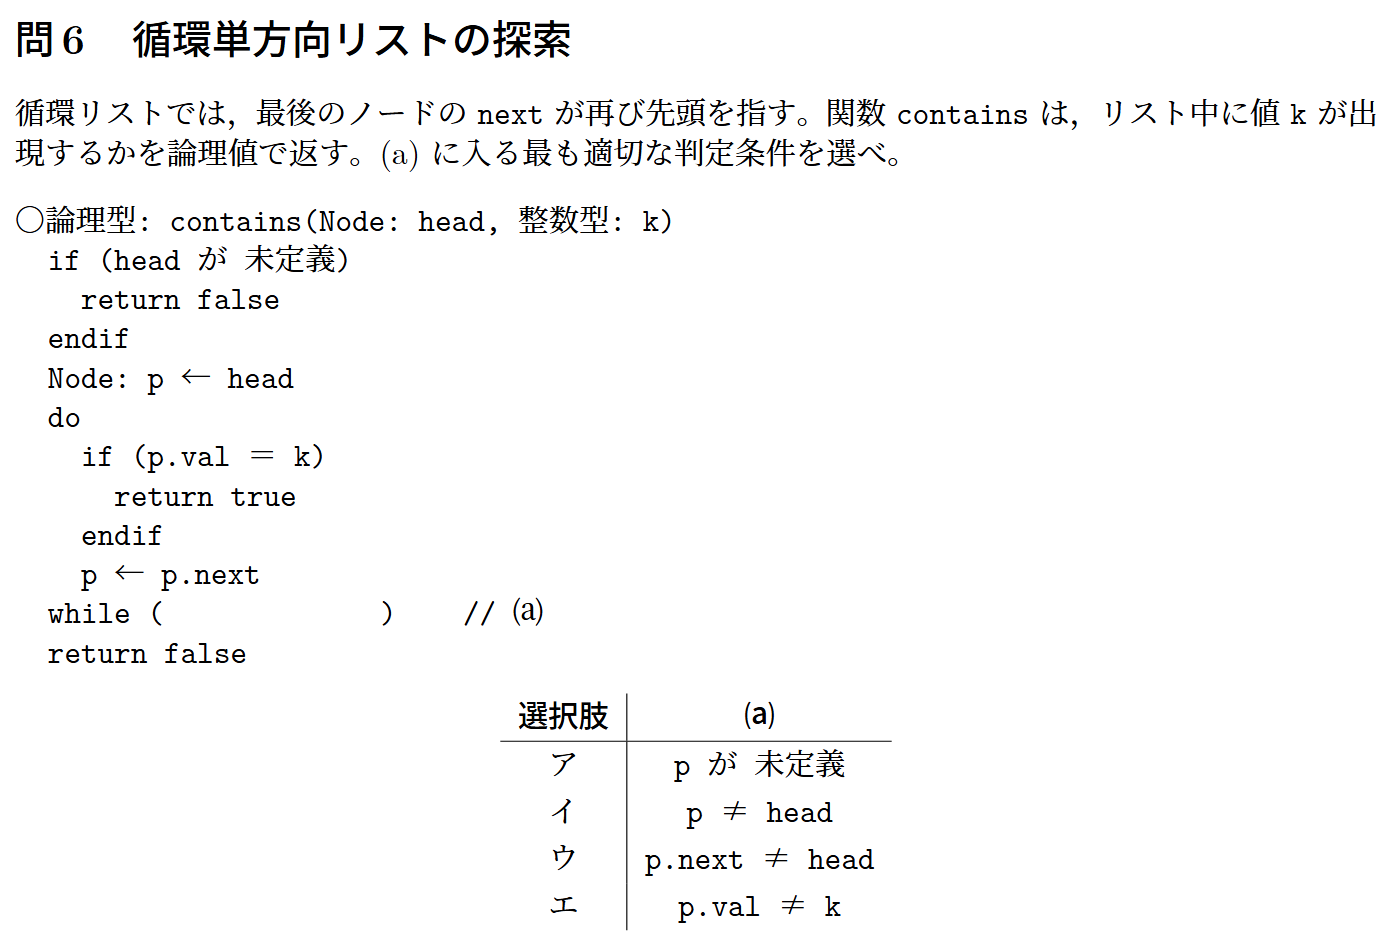 問 6　循環単方向リストの探索
循環リストでは，最後のノードの next が再び先頭を指す。関数 contains は，リスト中に値 k が出
現するかを論理値で返す。(a) に入る最も適切な判定条件を選べ。
〇論理型: contains(Node: head, 整数型: k)
  if (head が 未定義)
    return false
  endif
  Node: p ← head
  do
    if (p.val ＝ k)
      return true
    endif
    p ← p.next
  while (             )    // (a)
  return false
選択肢 (a)
ア p が 未定義
イ p ≠ head
ウ p.next ≠ head
エ p.val ≠ k